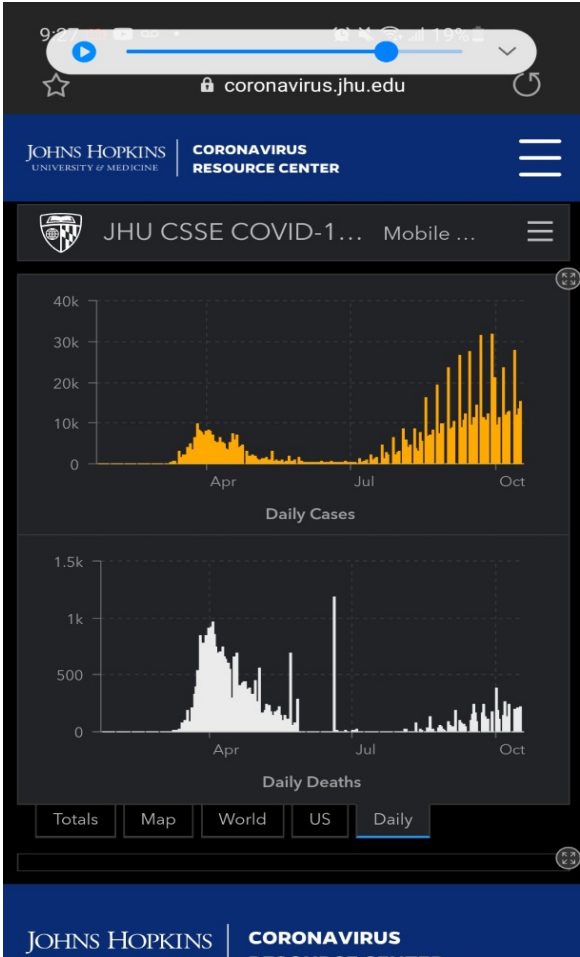 9:27
19%
coronavirus.jhu.edu
JOHNS HOPKINS
UNIVERSITY & MEDICINE
CORONAVIRUS
RESOURCE CENTER
JHU CSSE COVID-1... Mobile ...
40k
30k
20k
10k
0
Apr Jul Oct
Daily Cases
1.5k
1k
500
0
Apr Jul Oct
Daily Deaths
Totals Map World US Daily
JOHNS HOPKINS
CORONAVIRUS
RESOURCE CENTER